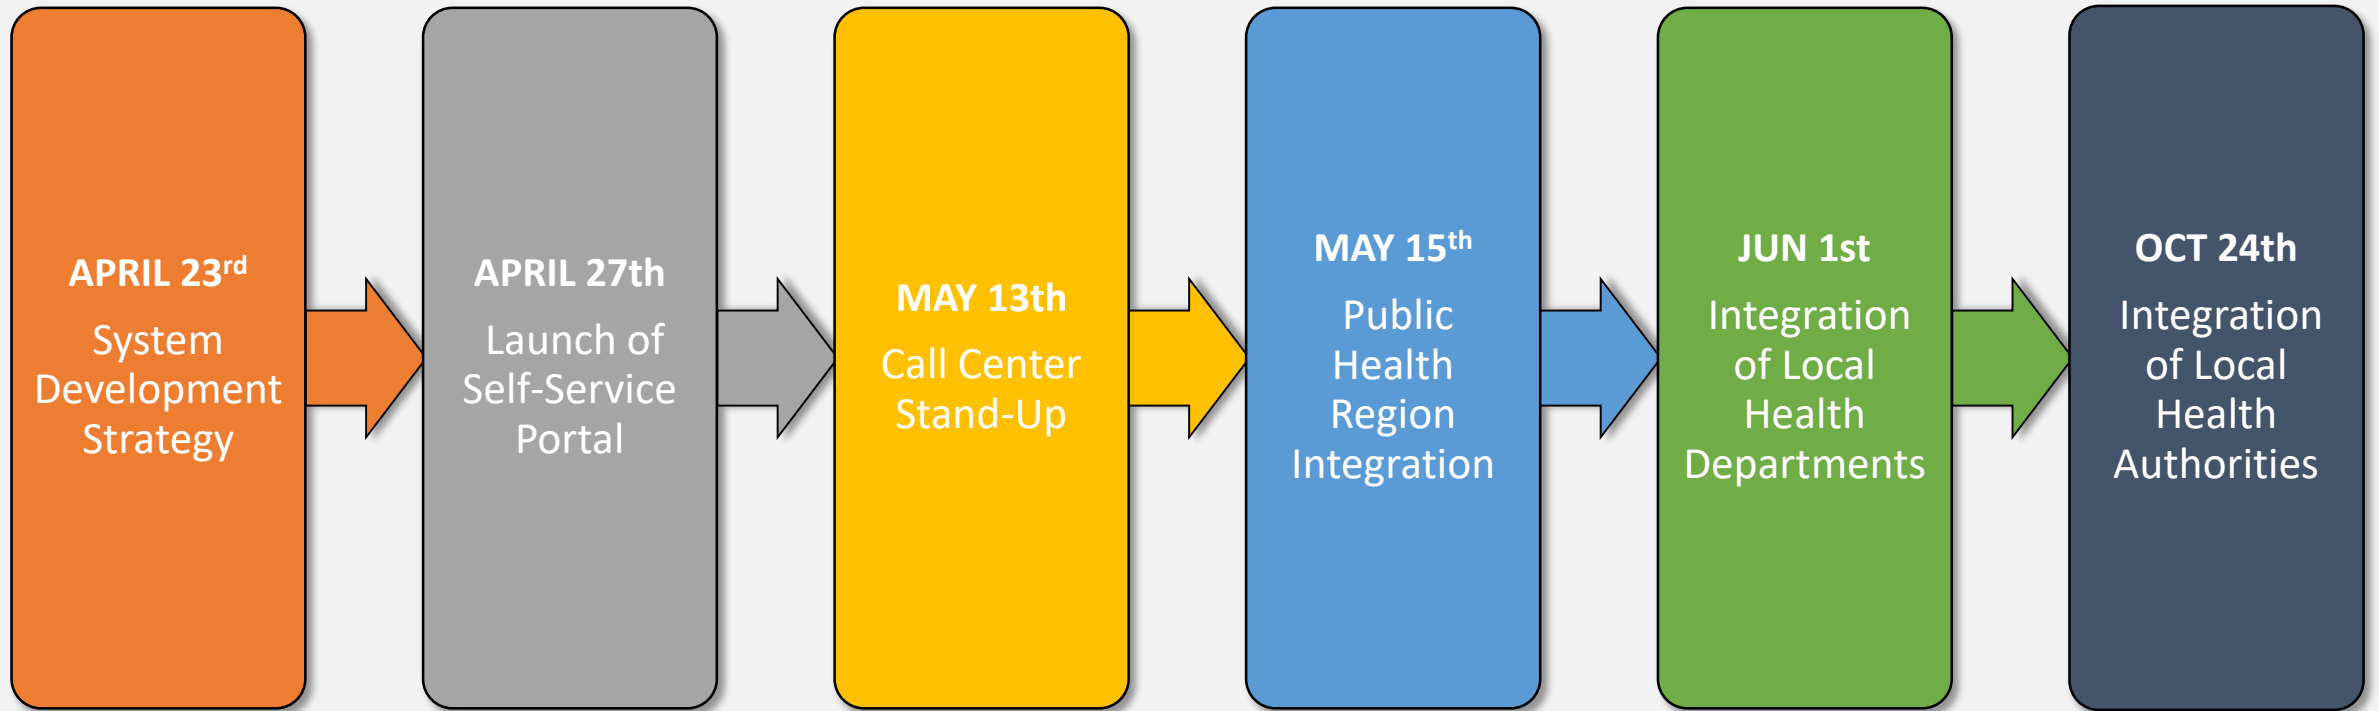 APRIL 23rd
System
Development
Strategy
APRIL 27th
Launch of
Self-Service
Portal
MAY 13th
Call Center
Stand-Up
MAY 15th
Public
Health
Region
Integration
JUN 1st
Integration
of Local
Health
Departments
OCT 24th
Integration
of Local
Health
Authorities